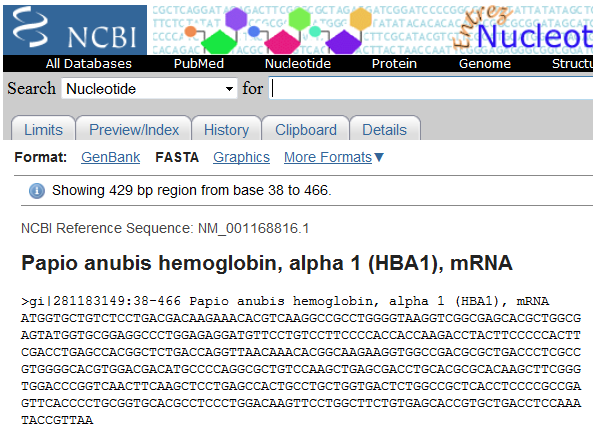 NCBI
Entrez
Nucleot
All Databases PubMed Nucleotide Protein Genome Structu
Search Nucleotide for
Limits Preview/Index History Clipboard Details
Format: GenBank FASTA Graphics More Formats
Showing 429 bp region from base 38 to 466.
NCBI Reference Sequence: NM_001168816.1
Papio anubis hemoglobin, alpha 1 (HBA1), mRNA
>gi|281183149:38-466 Papio anubis hemoglobin, alpha 1 (HBA1), mRNA
ATGGTGCTGTCTCCTGACGACAAGAAACACGTCAAGGCCGCCTGGGGTAAGGTCGGCGAGCACGCTGGCG
AGTATGGTGCGGAGGCCCTGGAGAGGATGTTCCTGTCCTTCCCCACCACCAAGACCTACTTCCCCCACTT
CGACCTGAGCCACGGCTCTGACCAGGTTAACAAACACGGCAAGAAGGTGGCCGACGCGCTGACCCTCGCC
GTGGGGCACGTGGACGACATGCCCCAGGCGCTGTCCAAGCTGAGCGACCTGCACGCGCACAAGCTTCGGG
TGGACCCGGTCAACTTCAAGCTCCTGAGCCACTGCCTGCTGGTGACTCTGGCCGCTCACCTCCCCGCCGA
GTTCACCCCTGCGGTGCACGCCTCCCTGGACAAGTTCCTGGCTTCTGTGAGCACCGTGCTGACCTCCAAA
TACCGTTAA